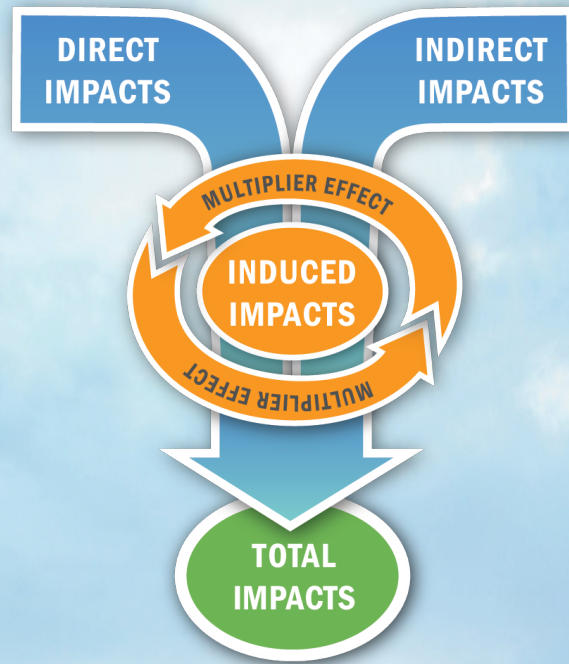 DIRECT
IMPACTS
INDIRECT
IMPACTS
MULTIPLIER EFFECT
INDUCED
IMPACTS
MULTIPLIER EFFECT
TOTAL
IMPACTS